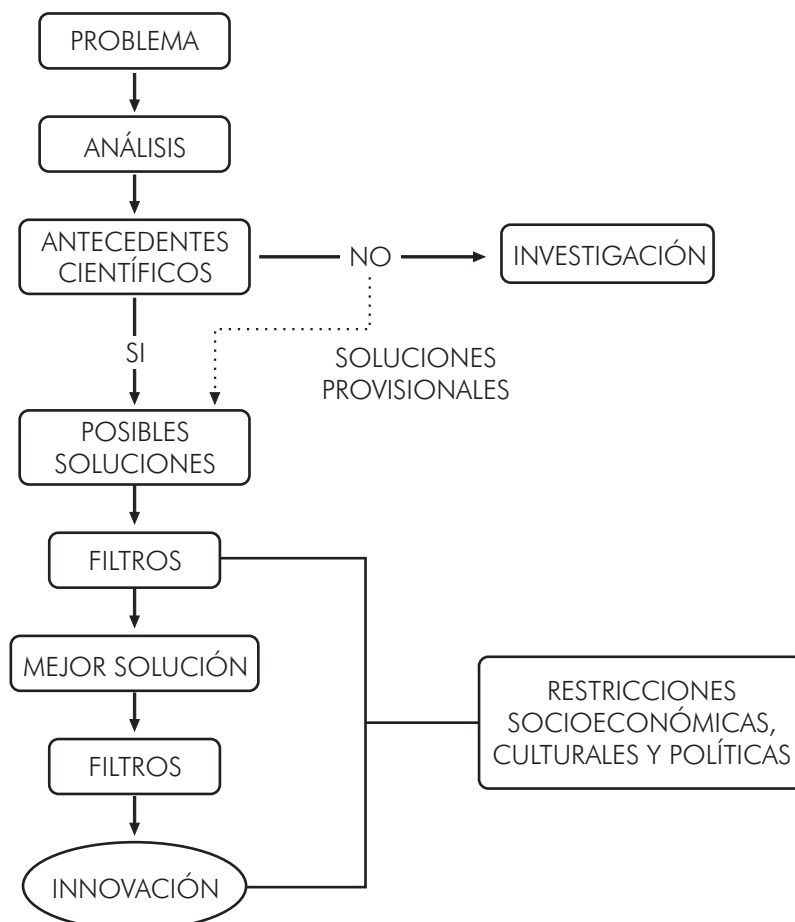 PROBLEMA
ANÁLISIS
ANTECEDENTES
CIENTÍFICOS
NO
INVESTIGACIÓN
SI
SOLUCIONES
PROVISIONALES
POSIBLES
SOLUCIONES
FILTROS
MEJOR SOLUCIÓN
RESTRICCIONES
SOCIOECONÓMICAS,
CULTURALES Y POLÍTICAS
FILTROS
INNOVACIÓN